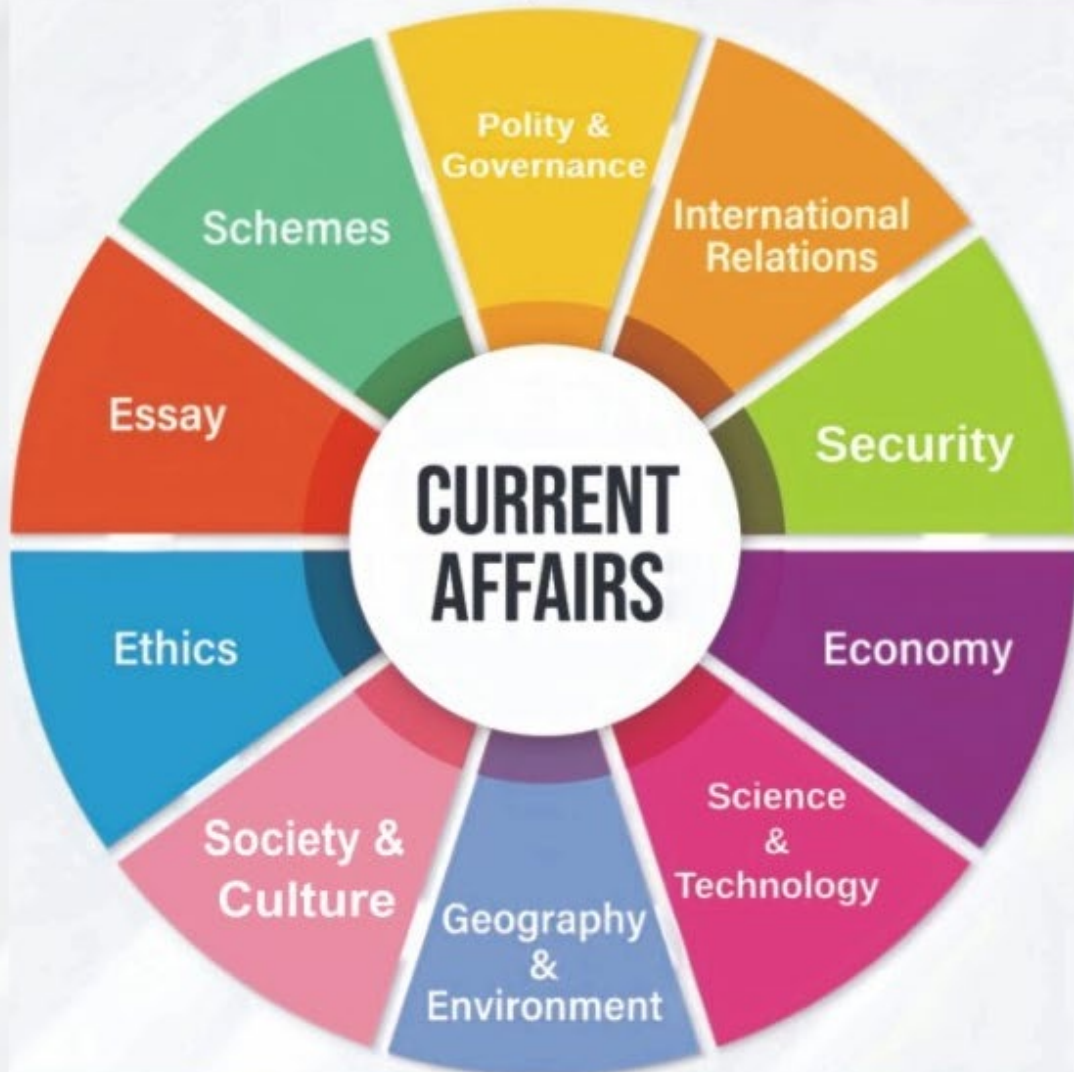 Polity &
Governance
International
Relations
Security
Economy
Science
&
Technology
Geography
&
Environment
Society &
Culture
Ethics
Essay
Schemes
CURRENT
AFFAIRS